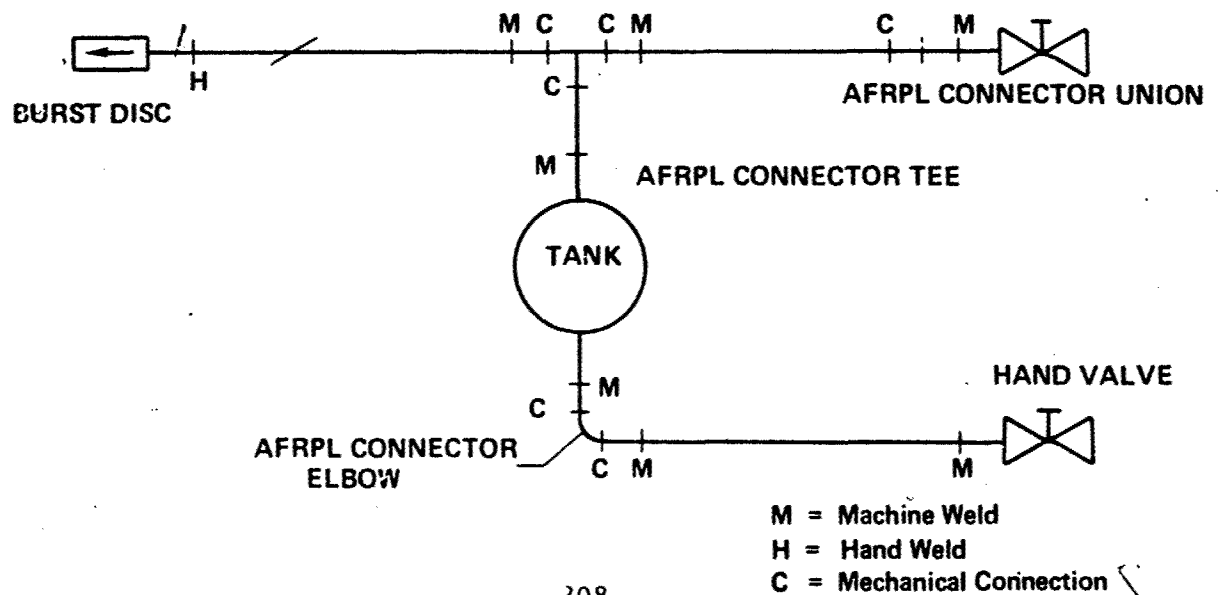 M C C M C M
H
BURST DISC
C
AFRPL CONNECTOR UNION
M
AFRPL CONNECTOR TEE
TANK
M
C
HAND VALVE
AFRPL CONNECTOR
ELBOW
C M M
M = Machine Weld
H = Hand Weld
C = Mechanical Connection